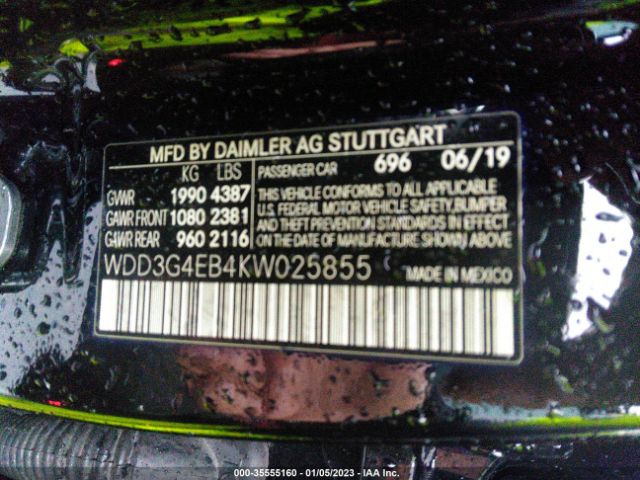 MFD BY DAIMLER AG STUTTGART
KG LBS
GVWR 1990 4387
GAWR FRONT 1080 2381
GAWR REAR 960 2116
PASSENGER CAR 696 06/19
THIS VEHICLE CONFORMS TO ALL APPLICABLE
U.S. FEDERAL MOTOR VEHICLE SAFETY, BUMPER,
AND THEFT PREVENTION STANDARDS IN EFFECT
ON THE DATE OF MANUFACTURE SHOWN ABOVE
WDD3G4EB4KW025855
MADE IN MEXICO
000-35555160 - 01/05/2023 - IAA Inc.